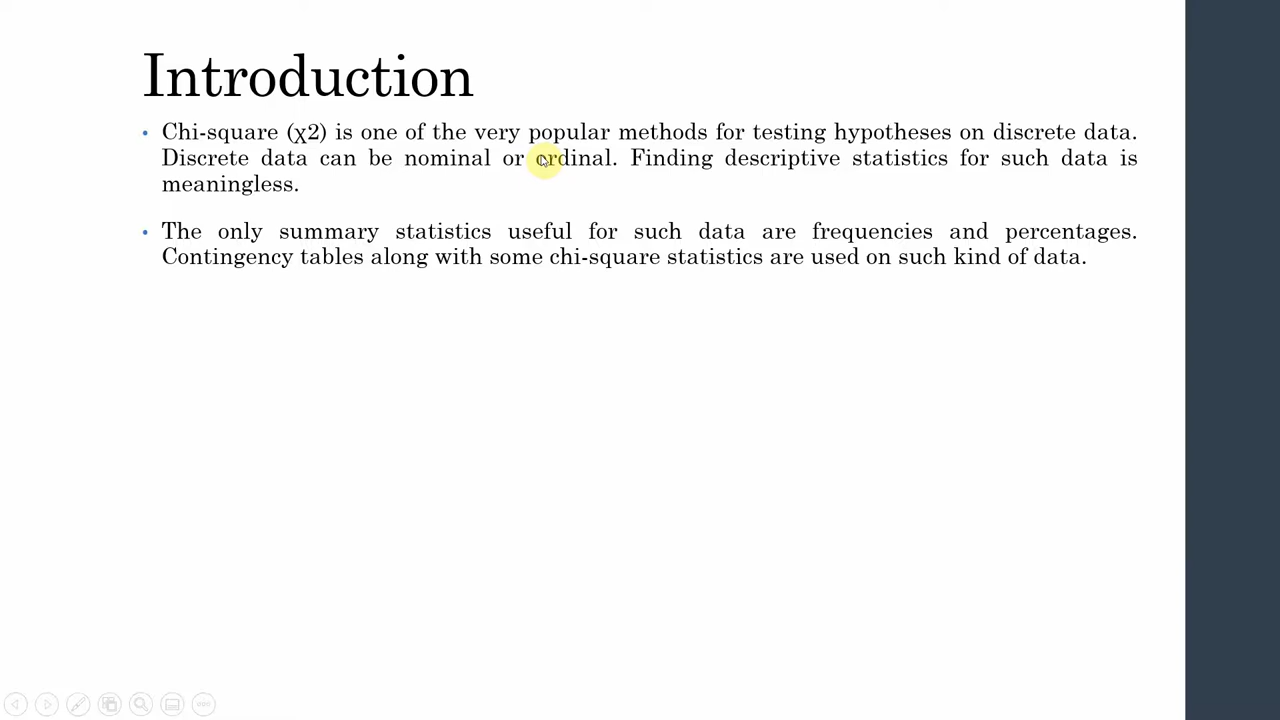 Introduction
• Chi-square (χ2) is one of the very popular methods for testing hypotheses on discrete data.
Discrete data can be nominal or ordinal. Finding descriptive statistics for such data is
meaningless.
• The only summary statistics useful for such data are frequencies and percentages.
Contingency tables along with some chi-square statistics are used on such kind of data.